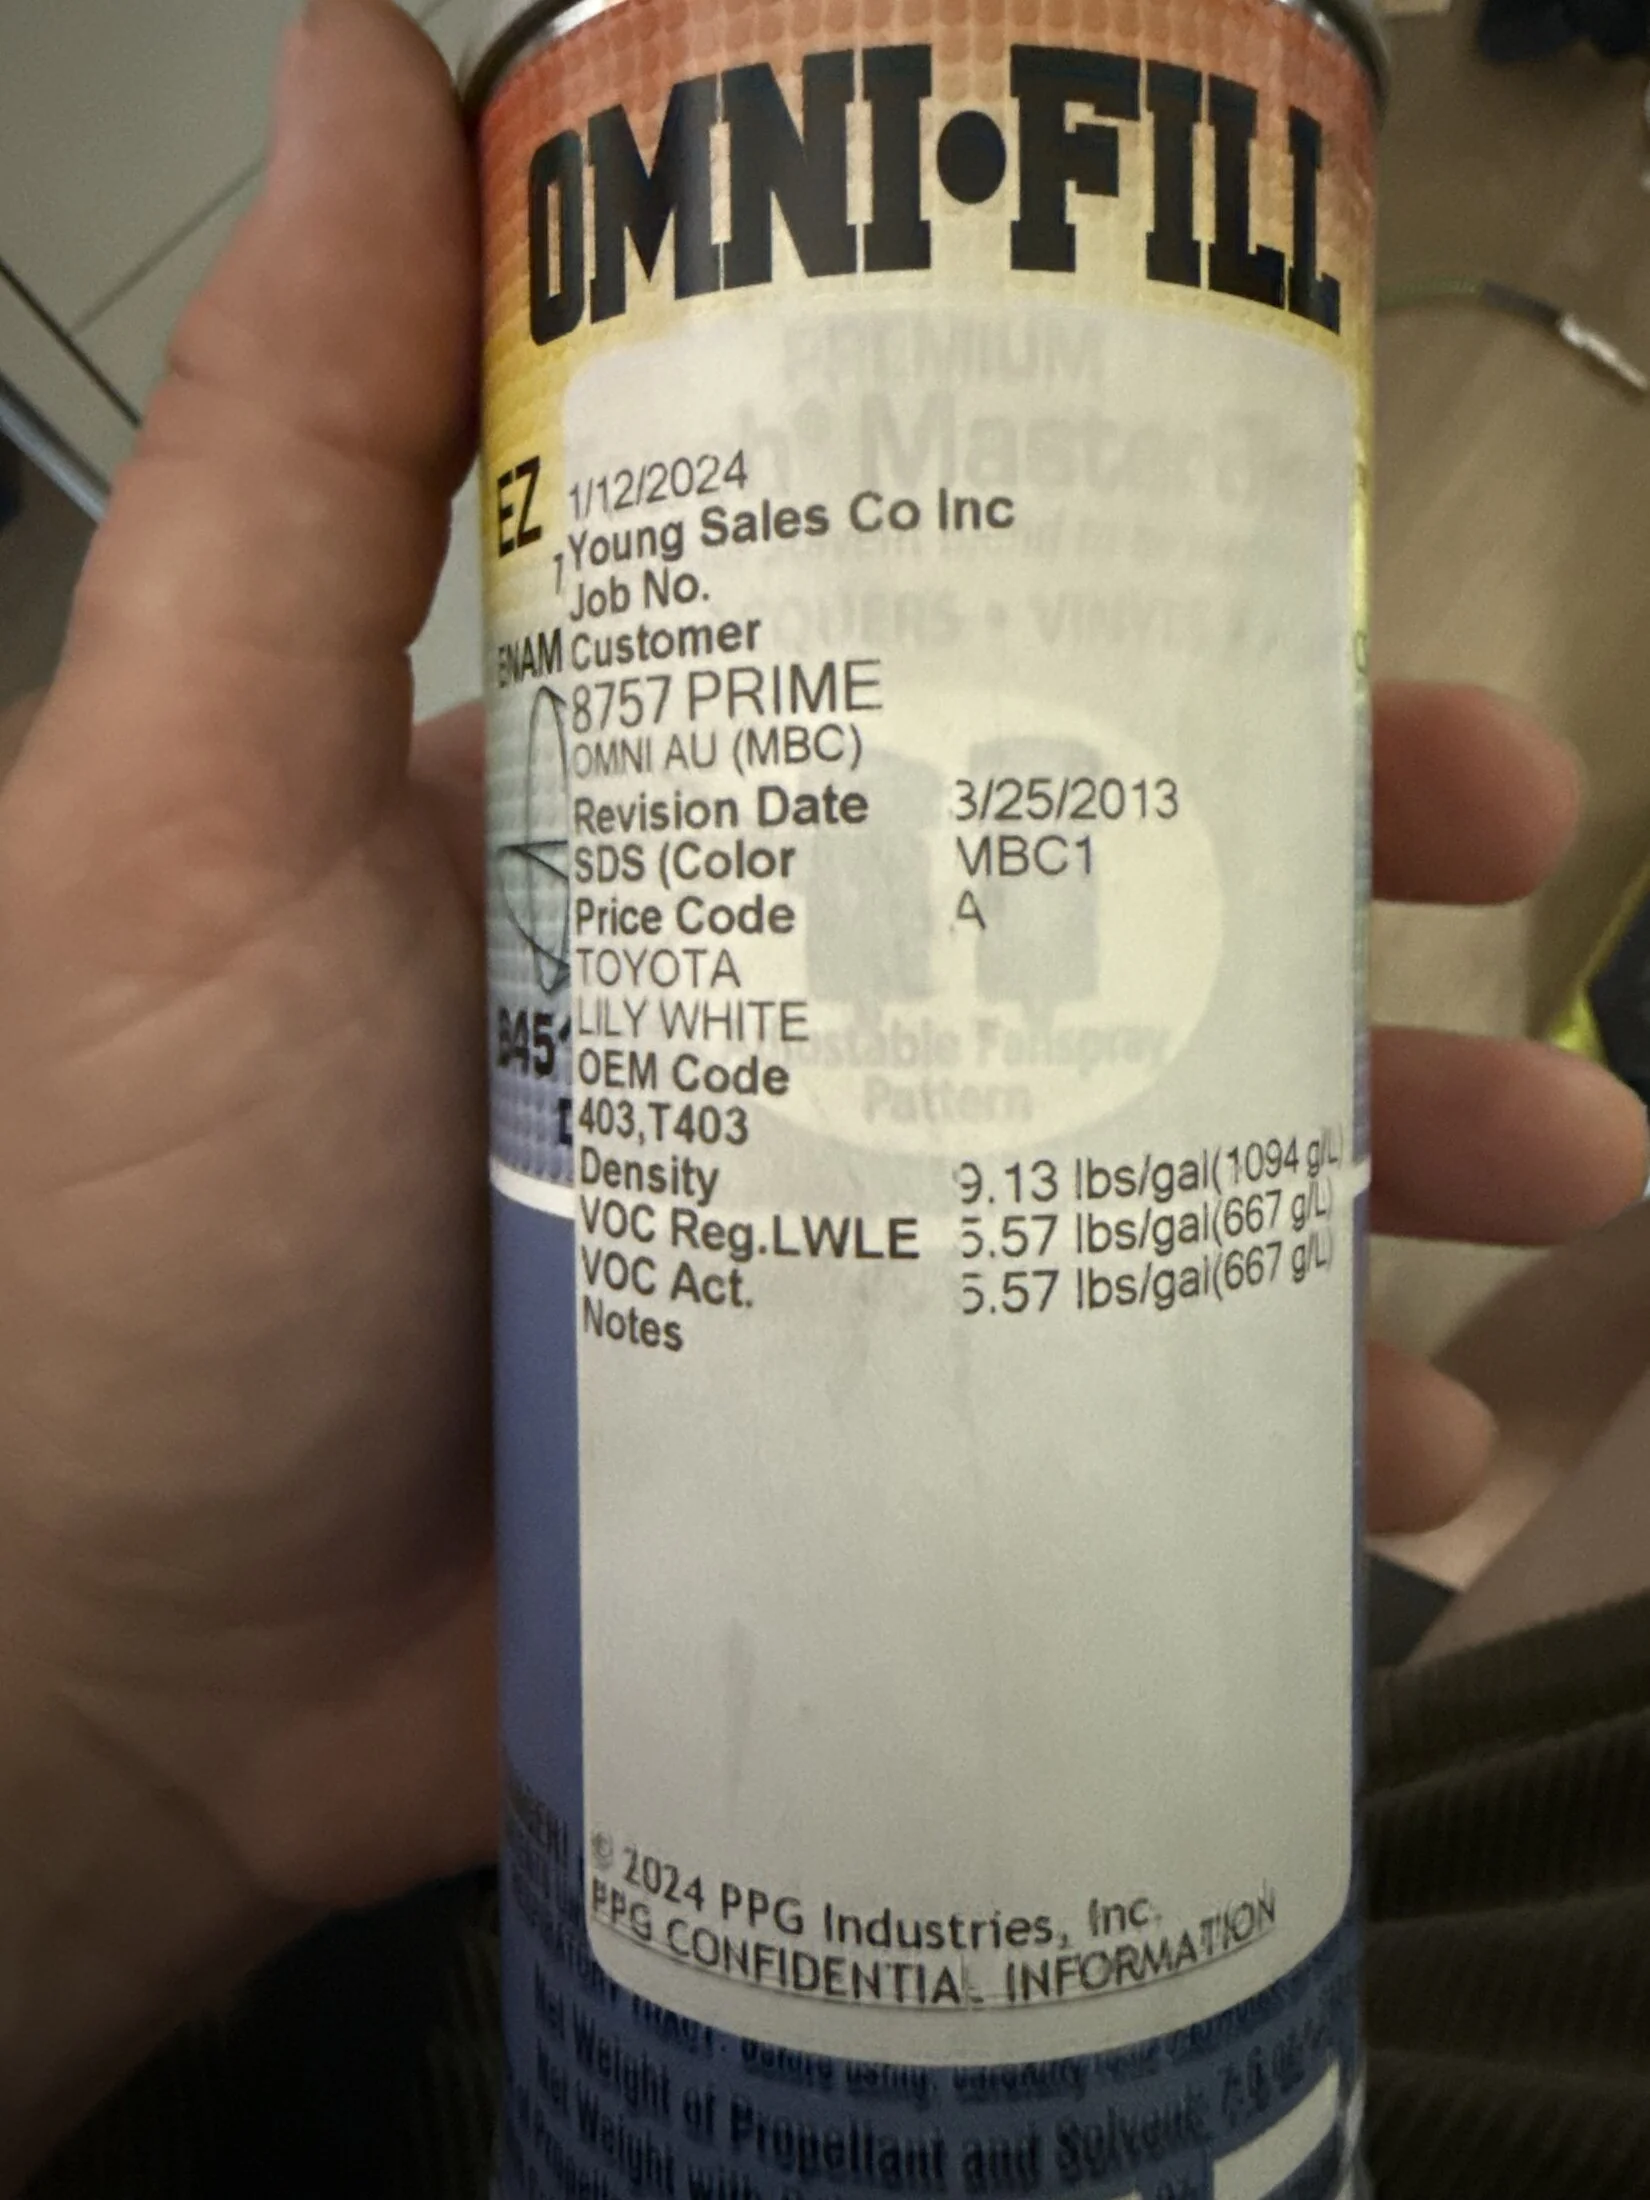 OMNI•FILL
PREMIUM
EZ
1/12/2024
Young Sales Co Inc
Job No.
ENAM Customer
8757 PRIME
OMNI AU (MBC)
Revision Date 3/25/2013
SDS (Color MBC1
Price Code A
TOYOTA
LILY WHITE
OEM Code
403,T403
Pattern
Density 9.13 lbs/gal(1094 g/L)
VOC Reg.LWLE 5.57 lbs/gal(667 g/L)
VOC Act. 5.57 lbs/gal(667 g/L)
Notes
© 2024 PPG Industries, Inc.
PPG CONFIDENTIAL INFORMATION
Net Weight of Propellant and Solvent
Net Weight